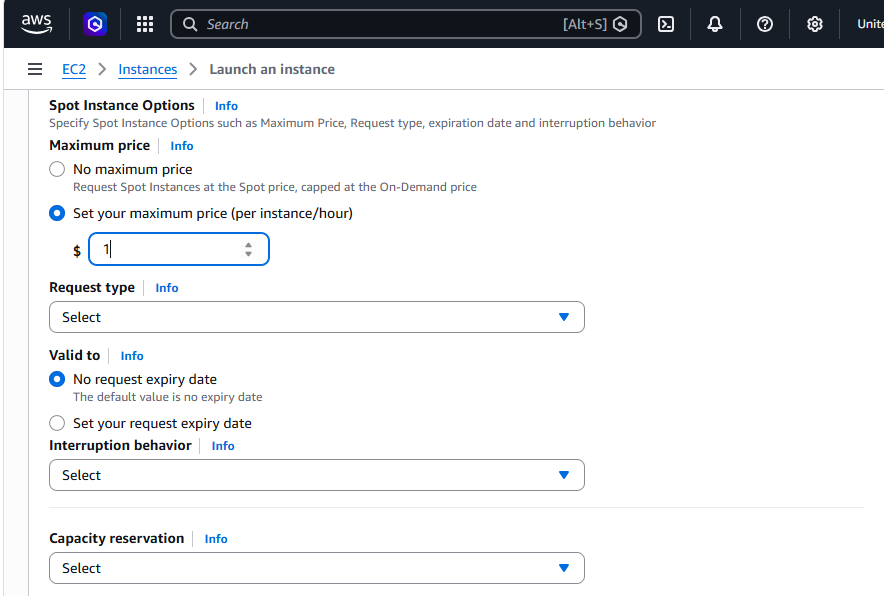 aws Search [Alt+S] Unite
EC2 > Instances > Launch an instance
Spot Instance Options Info
Specify Spot Instance Options such as Maximum Price, Request type, expiration date and interruption behavior
Maximum price Info
No maximum price
Request Spot Instances at the Spot price, capped at the On-Demand price
Set your maximum price (per instance/hour)
$ 1
Request type Info
Select
Valid to Info
No request expiry date
The default value is no expiry date
Set your request expiry date
Interruption behavior Info
Select
Capacity reservation Info
Select